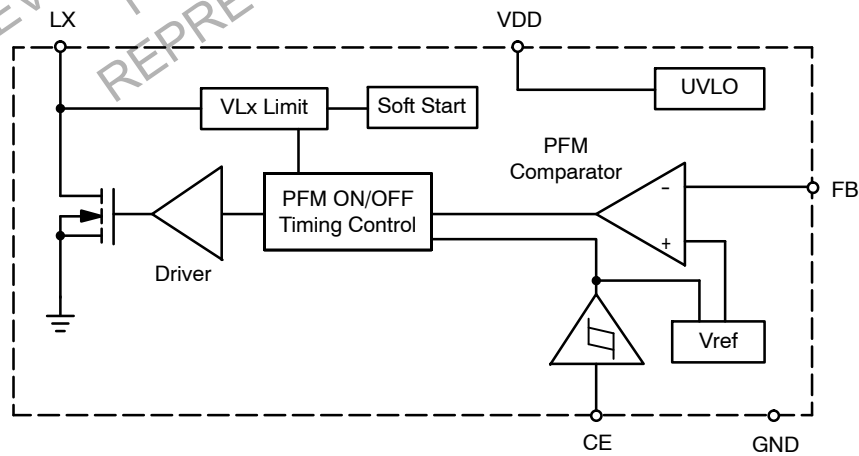 LX
VDD
REPRE
VLx Limit
Soft Start
UVLO
PFM
Comparator
FB
PFM ON/OFF
Timing Control
-
+
Driver
Vref
CE
GND